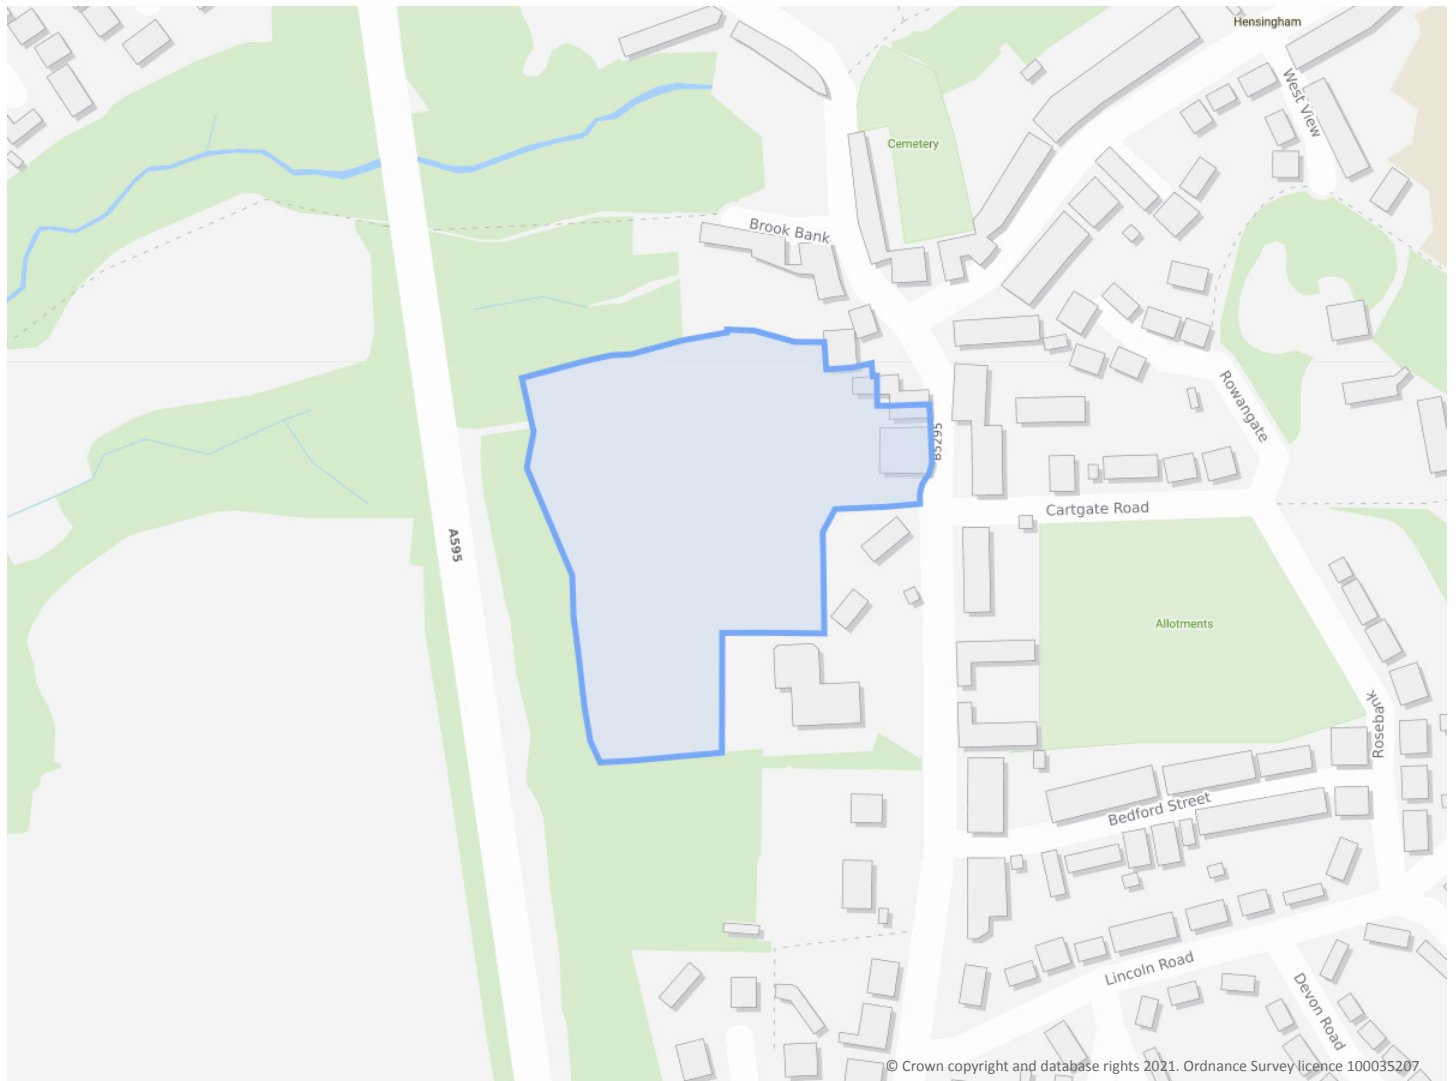 Hensingham
West View
Cemetery
Brook Bank
Rowangate
B5295
Cartgate Road
A595
Allotments
Rosebank
Bedford Street
Lincoln Road
Devon Road
© Crown copyright and database rights 2021. Ordnance Survey licence 100035207